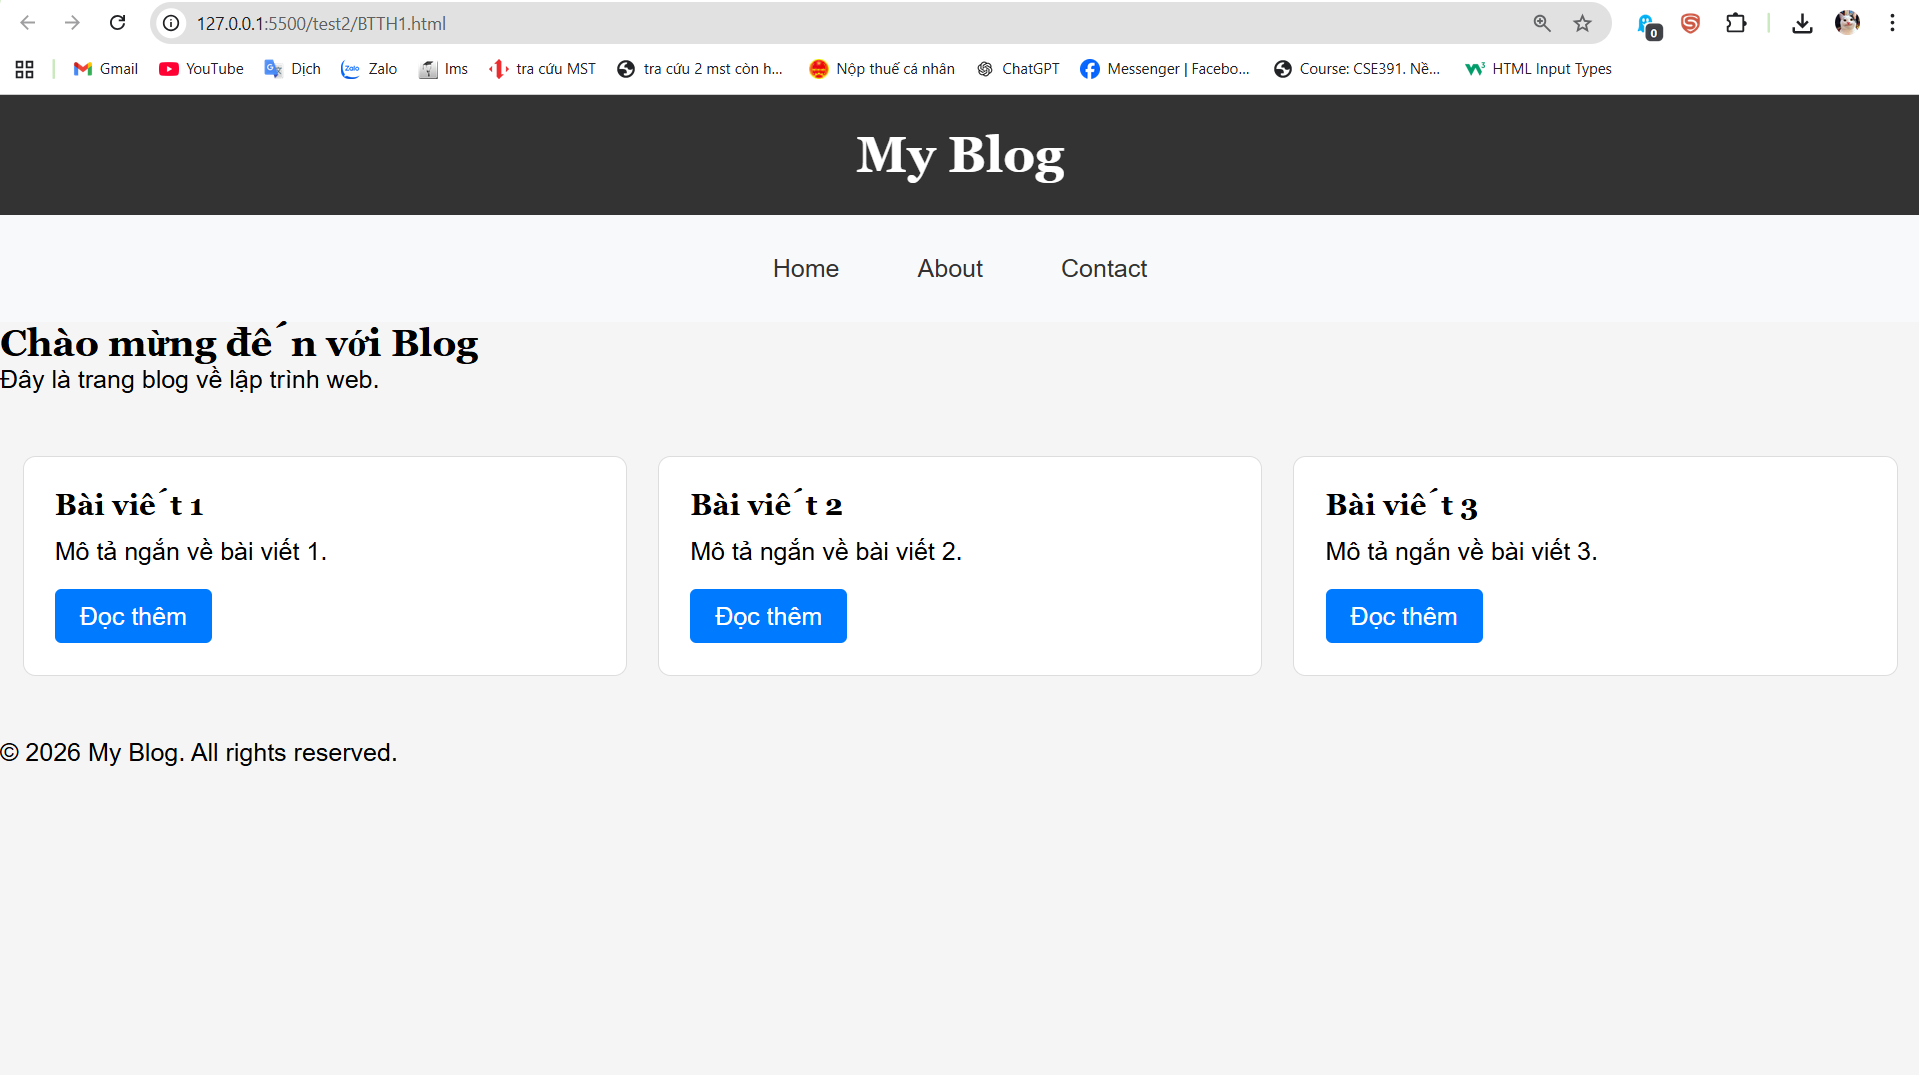 127.0.0.1:5500/test2/BTTH1.html
0
Gmail YouTube Dịch Zalo Ims tra cứu MST tra cứu 2 mst còn h... Nộp thuế cá nhân ChatGPT Messenger | Facebo... Course: CSE391. Nề... HTML Input Types
My Blog
Home About Contact
Chào mừng đến với Blog
Đây là trang blog về lập trình web.
Bài viết 1
Mô tả ngắn về bài viết 1.
Đọc thêm
Bài viết 2
Mô tả ngắn về bài viết 2.
Đọc thêm
Bài viết 3
Mô tả ngắn về bài viết 3.
Đọc thêm
© 2026 My Blog. All rights reserved.